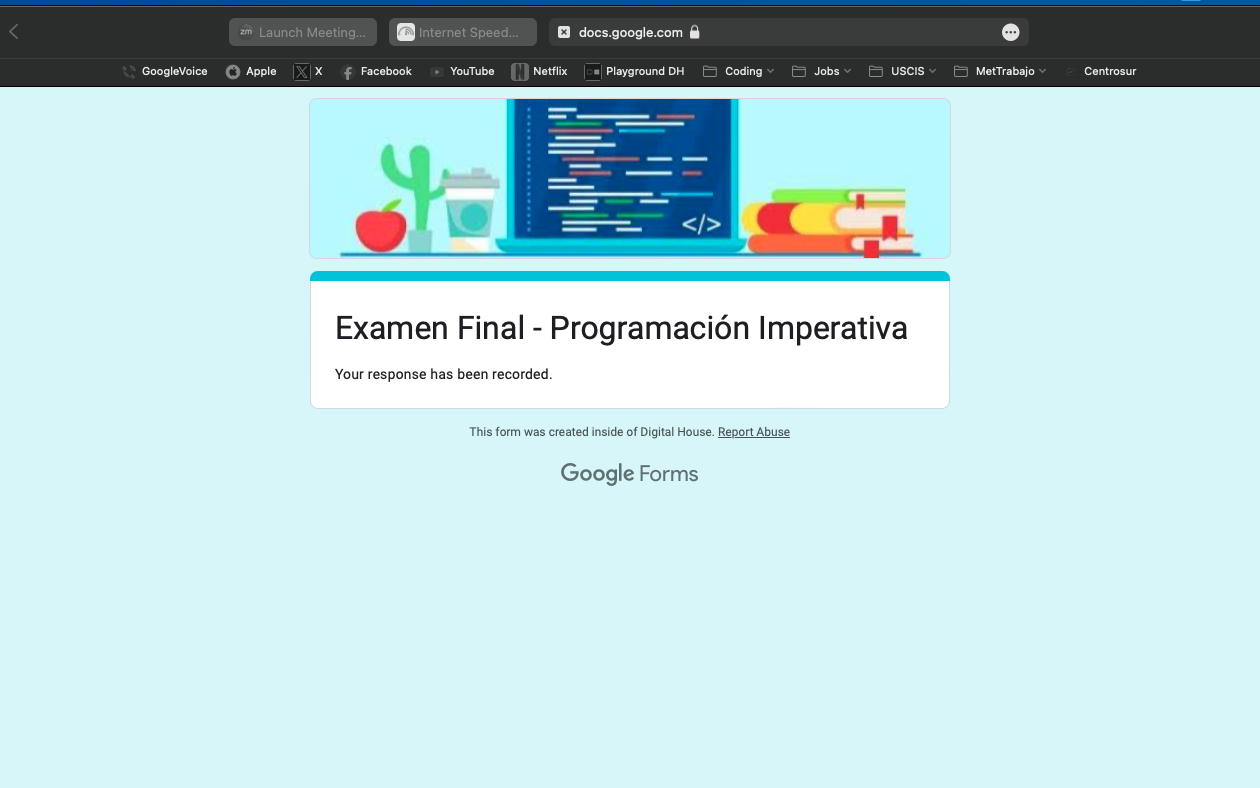 zm Launch Meeting... Internet Speed... docs.google.com
GoogleVoice Apple X Facebook YouTube Netflix Playground DH Coding Jobs USCIS MetTrabajo Centrosur
</>
Examen Final - Programación Imperativa
Your response has been recorded.
This form was created inside of Digital House. Report Abuse
Google Forms